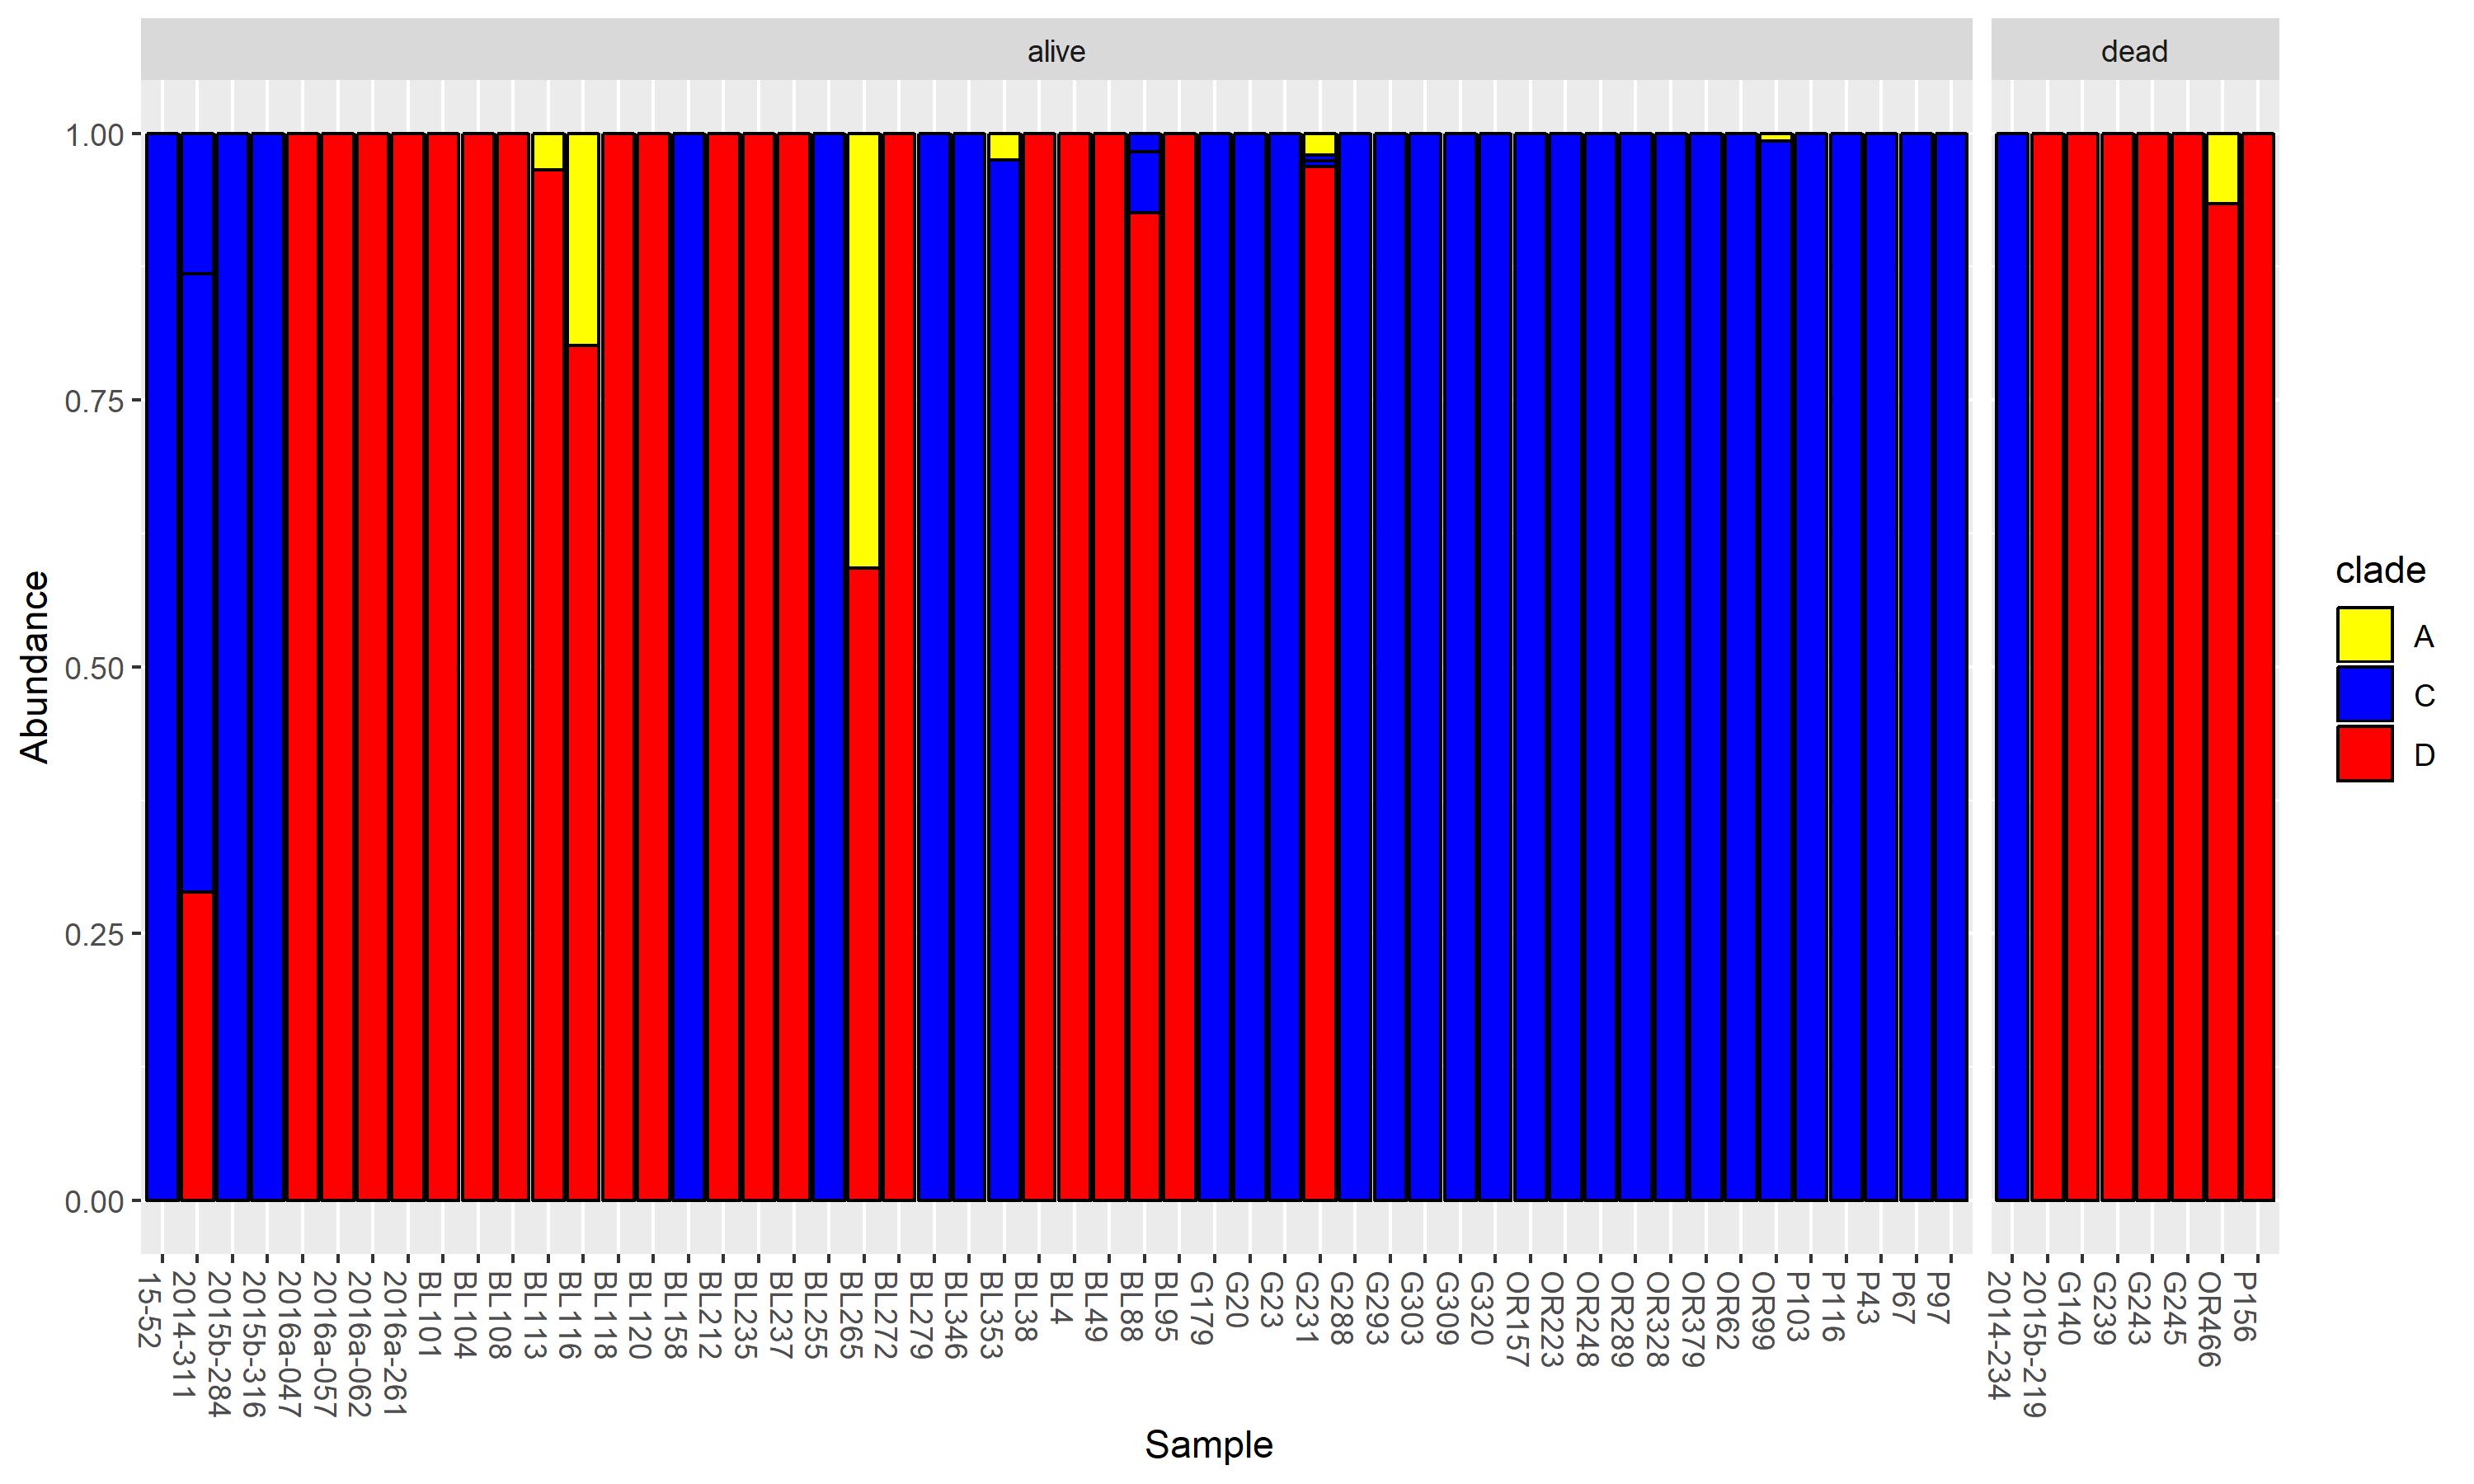 alive
dead
1.00
0.75
0.50
0.25
0.00
Abundance
15-52
2014-311
2015b-284
2015b-316
2016a-047
2016a-057
2016a-062
2016a-261
BL101
BL104
BL108
BL113
BL116
BL118
BL120
BL158
BL212
BL235
BL237
BL255
BL265
BL272
BL279
BL346
BL353
BL38
BL4
BL49
BL88
BL95
G179
G20
G23
G231
G288
G293
G303
G309
G320
OR157
OR223
OR248
OR289
OR328
OR379
OR62
OR99
P103
P116
P43
P67
P97
2014-234
2015b-219
G140
G239
G243
G245
OR466
P156
Sample
clade
A
C
D